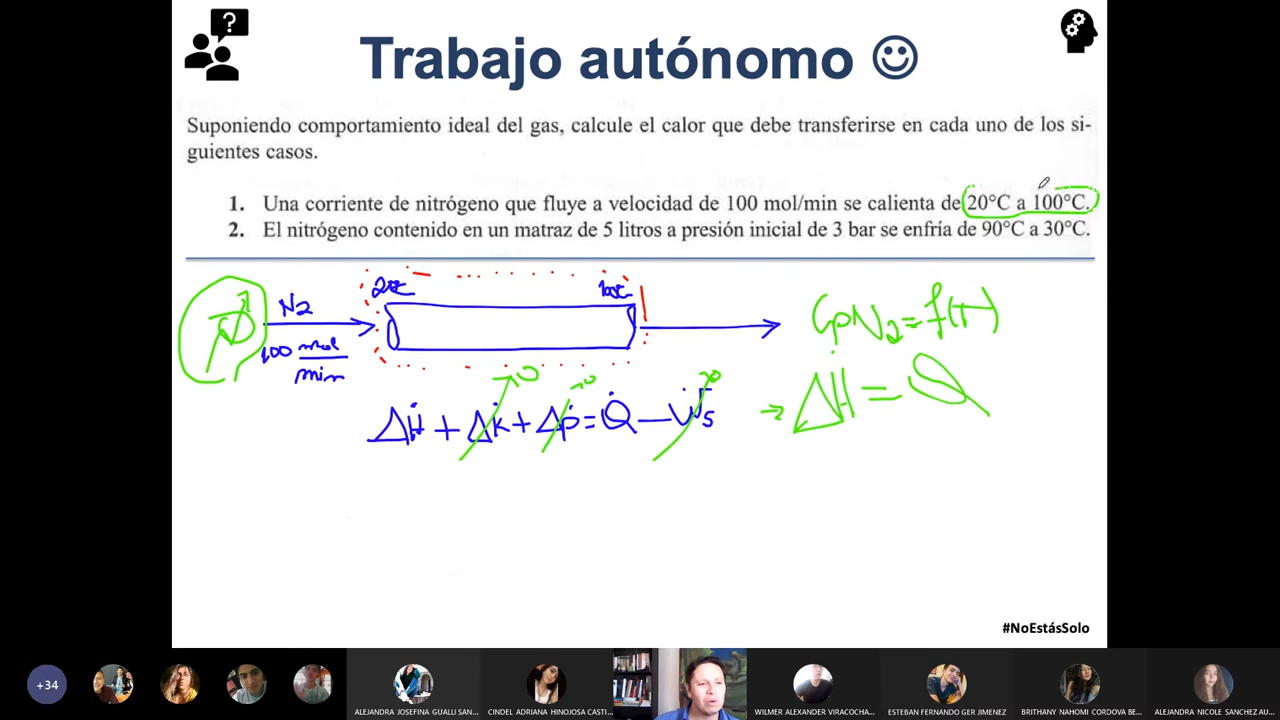 ?
Trabajo autónomo
Suponiendo comportamiento ideal del gas, calcule el calor que debe transferirse en cada uno de los si-
guientes casos.
1. Una corriente de nitrógeno que fluye a velocidad de 100 mol/min se calienta de 20°C a 100°C.
2. El nitrógeno contenido en un matraz de 5 litros a presión inicial de 3 bar se enfría de 90°C a 30°C.
N2
100 mol/min
20°C
100°C
CpN2=f(T)
ΔḢ + Δk̇ + Δṗ = Q̇ — Ẇs
→0
→0
→0
→ ΔḢ = Q̇
#NoEstásSolo
+34
ALEJANDRA JOSEFINA GUALLI SAN...
CINDEL ADRIANA HINOJOSA CASTI...
WILMER ALEXANDER VIRACOCHA...
ESTEBAN FERNANDO GER JIMENEZ
BRITHANY NAHOMI CORDOVA BE...
ALEJANDRA NICOLE SANCHEZ AU...